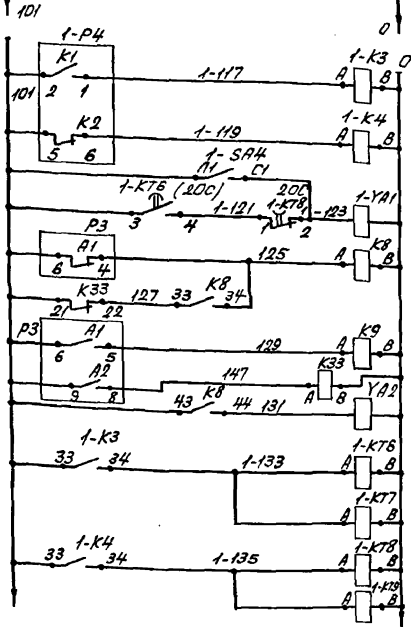 101
0
0
1-P4
K1
1-K3
1-117
A B
101 2 1
K2
1-K4
1-119
A B
5 6
1-SA4
Л1 C1
1-KT6 (20C)
20C
1-KT8
1-YA1
1-121
1 2
1-123
3 4
P3
A1
125
K8
6 4
A B
K33
127
33
K8
34
21 22
P3
A1
K9
6 5
129
A B
A2
147
K33
9 8
A B
YA2
K8
43 44
131
1-K3
33 34
1-133
1-KT6
A B
1-KT7
A B
1-K4
33 34
1-135
1-KT8
A B
1-KT9
A B